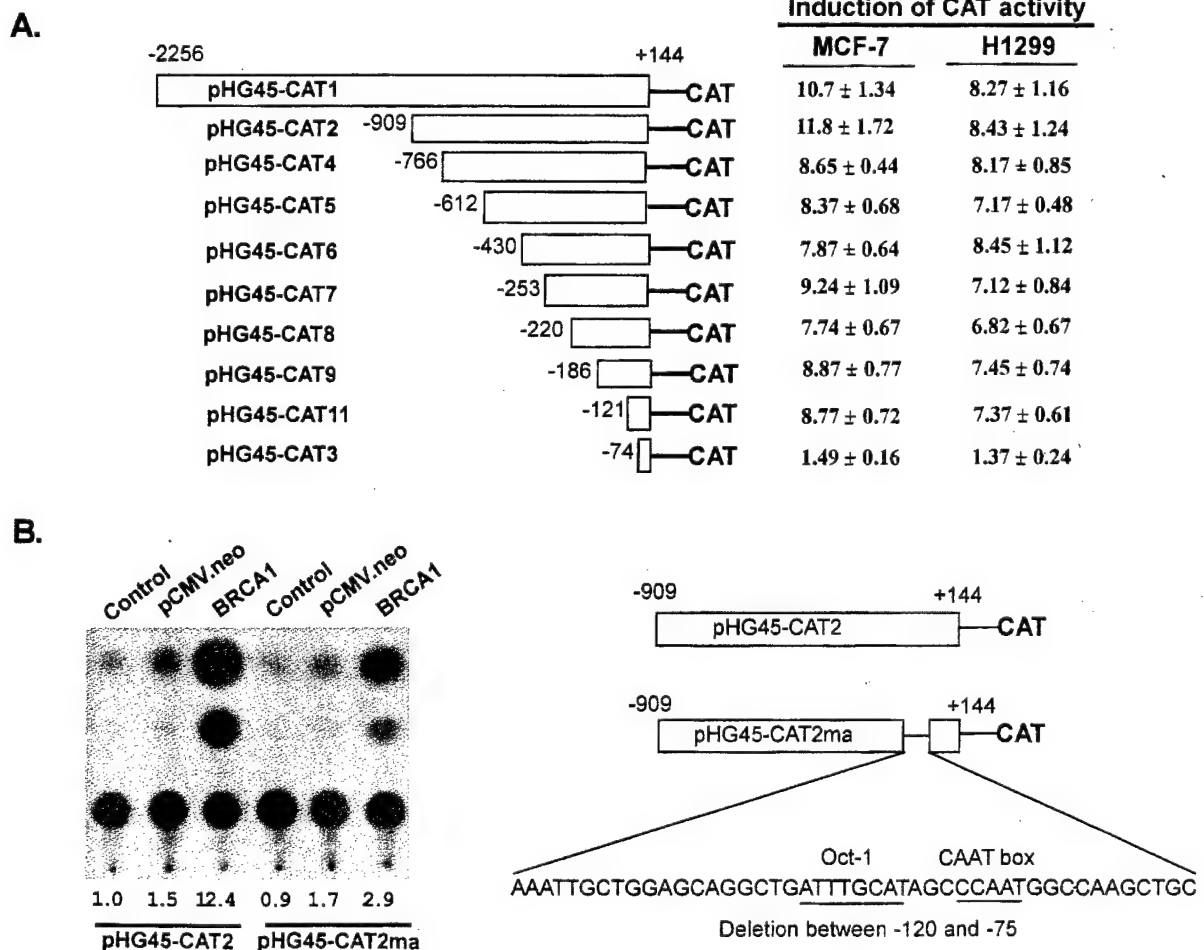 A.
Induction of CAT activity
MCF-7 H1299
-2256 +144
pHG45-CAT1 CAT 10.7 ± 1.34 8.27 ± 1.16
pHG45-CAT2 -909 CAT 11.8 ± 1.72 8.43 ± 1.24
pHG45-CAT4 -766 CAT 8.65 ± 0.44 8.17 ± 0.85
pHG45-CAT5 -612 CAT 8.37 ± 0.68 7.17 ± 0.48
pHG45-CAT6 -430 CAT 7.87 ± 0.64 8.45 ± 1.12
pHG45-CAT7 -253 CAT 9.24 ± 1.09 7.12 ± 0.84
pHG45-CAT8 -220 CAT 7.74 ± 0.67 6.82 ± 0.67
pHG45-CAT9 -186 CAT 8.87 ± 0.77 7.45 ± 0.74
pHG45-CAT11 -121 CAT 8.77 ± 0.72 7.37 ± 0.61
pHG45-CAT3 -74 CAT 1.49 ± 0.16 1.37 ± 0.24
B.
Control pCMV.neo BRCA1 Control pCMV.neo BRCA1
1.0 1.5 12.4 0.9 1.7 2.9
pHG45-CAT2 pHG45-CAT2ma
-909 +144
pHG45-CAT2 CAT
-909 +144
pHG45-CAT2ma CAT
Oct-1 CAAT box
AAATTGCTGGAGCAGGCTGATTTGCATAGCCCAATGGCCAAGCTGC
Deletion between -120 and -75